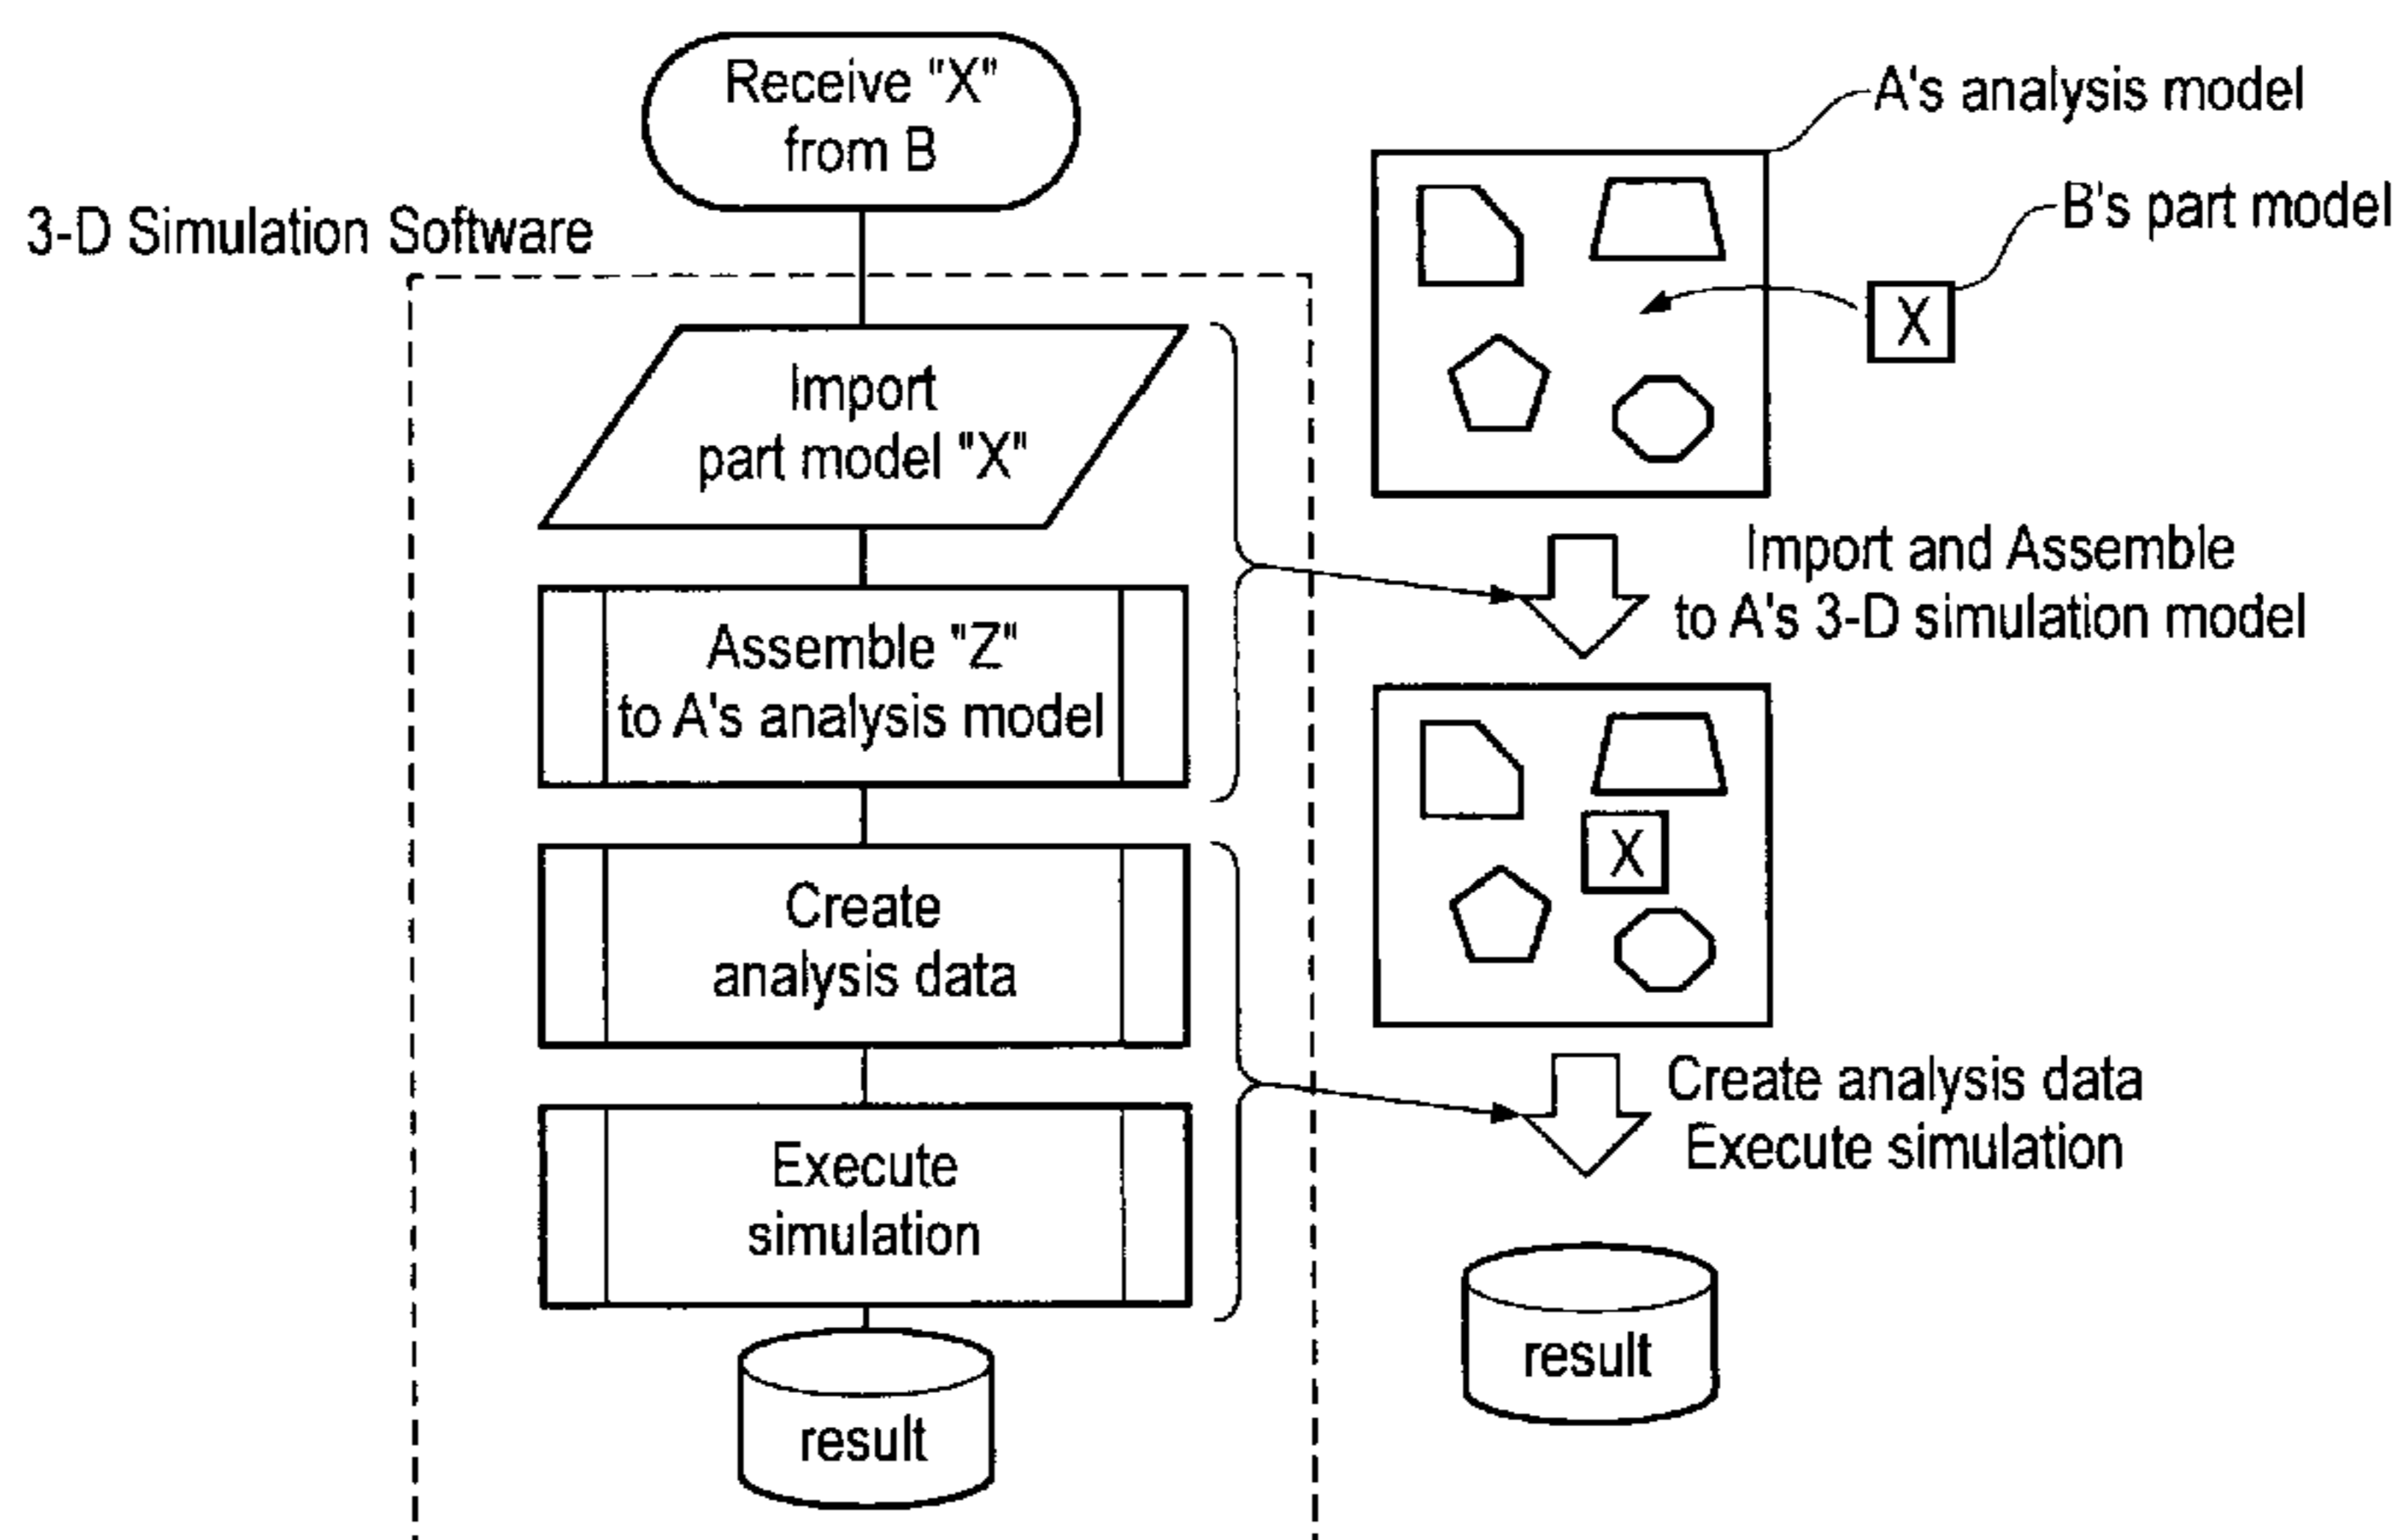 Receive "X"
from B
3-D Simulation Software
Import
part model "X"
Assemble "Z"
to A's analysis model
Create
analysis data
Execute
simulation
result
A's analysis model
B's part model
X
Import and Assemble
to A's 3-D simulation model
X
Create analysis data
Execute simulation
result